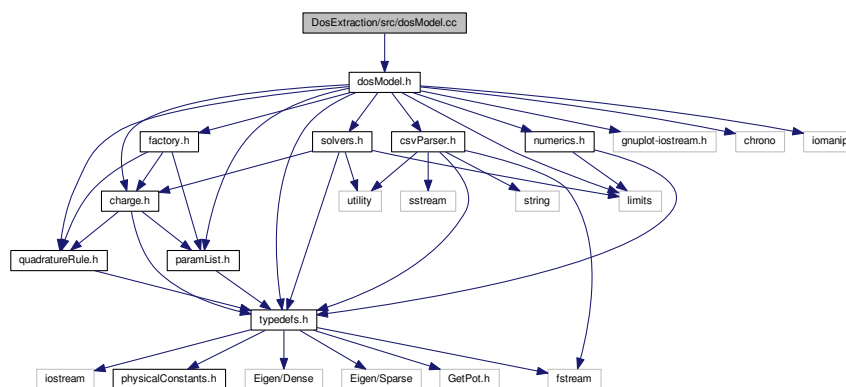 DosExtraction/src/dosModel.cc
dosModel.h
factory.h
solvers.h
csvParser.h
numerics.h
gnuplot-iostream.h
chrono
iomanip
charge.h
utility
sstream
string
limits
quadratureRule.h
paramList.h
typedefs.h
iostream
physicalConstants.h
Eigen/Dense
Eigen/Sparse
GetPot.h
fstream